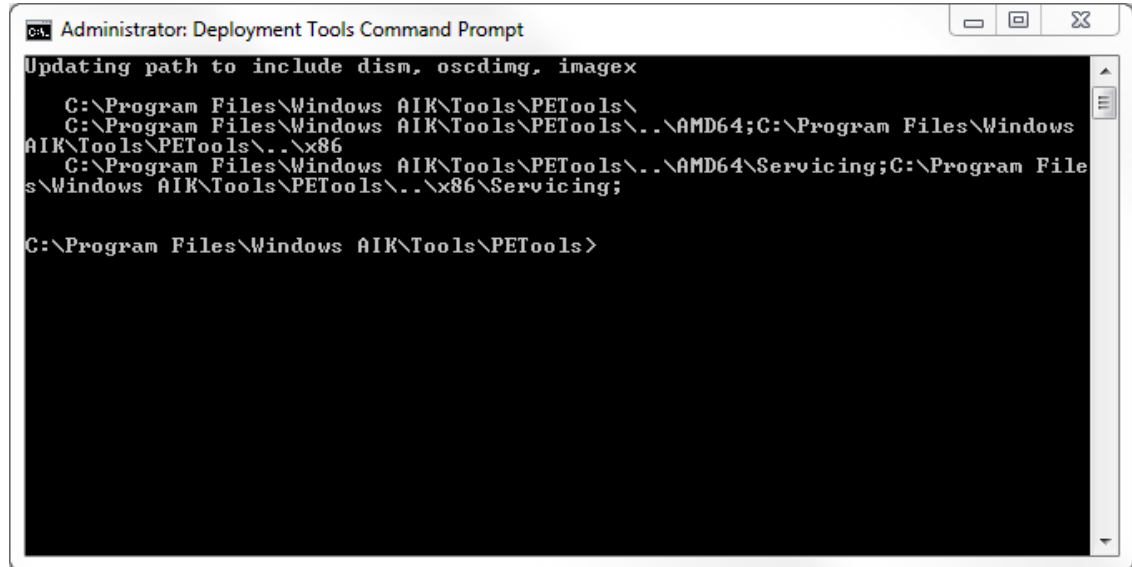 Administrator: Deployment Tools Command Prompt
Updating path to include dism, oscdimg, imagex
C:\Program Files\Windows AIK\Tools\PETools\
C:\Program Files\Windows AIK\Tools\PETools\..\AMD64;C:\Program Files\Windows
AIK\Tools\PETools\..\x86
C:\Program Files\Windows AIK\Tools\PETools\..\AMD64\Servicing;C:\Program File
s\Windows AIK\Tools\PETools\..\x86\Servicing;
C:\Program Files\Windows AIK\Tools\PETools>